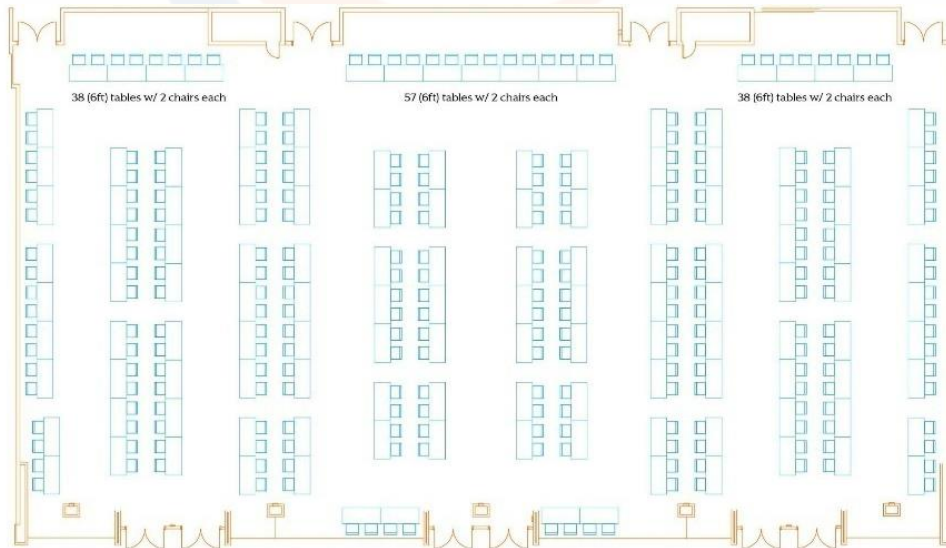 38 (6ft) tables w/ 2 chairs each
57 (6ft) tables w/ 2 chairs each
38 (6ft) tables w/ 2 chairs each